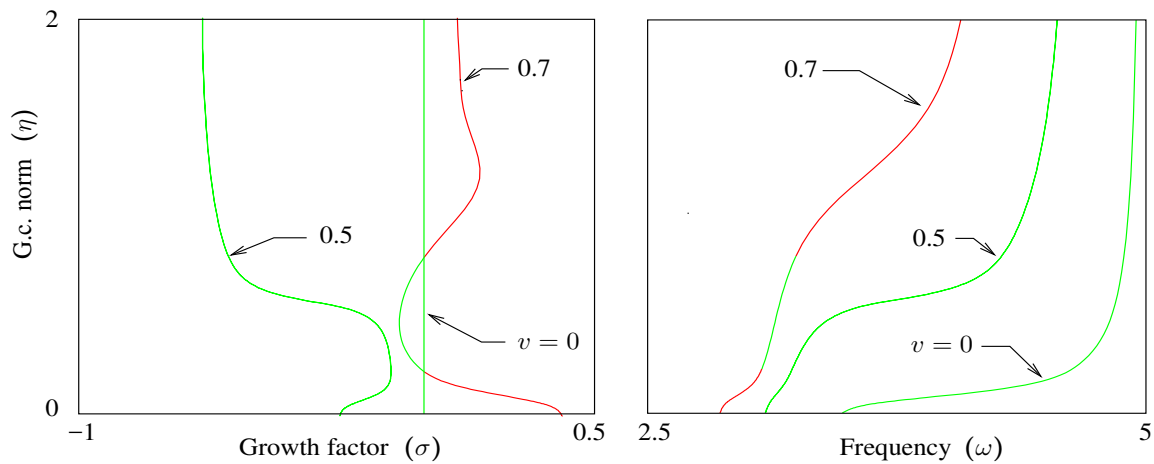 2
0.7
G.c. norm (η)
0.5
v = 0
0
−1
Growth factor (σ)
0.5
0.7
0.5
v = 0
2.5
Frequency (ω)
5